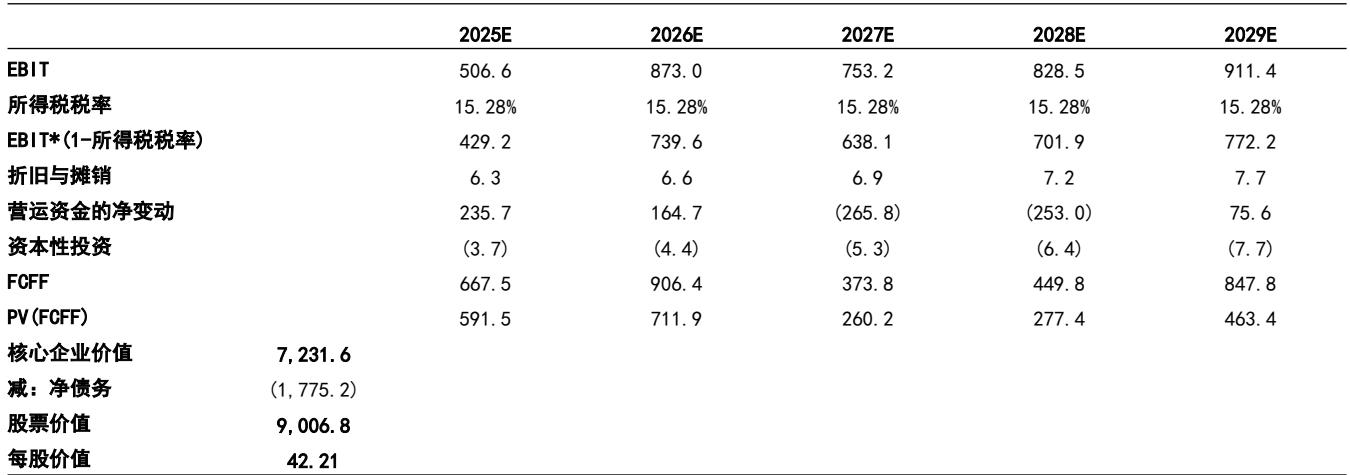 2025E 2026E 2027E 2028E 2029E
EBIT 506.6 873.0 753.2 828.5 911.4
所得税税率 15.28% 15.28% 15.28% 15.28% 15.28%
EBIT*(1-所得税税率) 429.2 739.6 638.1 701.9 772.2
折旧与摊销 6.3 6.6 6.9 7.2 7.7
营运资金的净变动 235.7 164.7 (265.8) (253.0) 75.6
资本性投资 (3.7) (4.4) (5.3) (6.4) (7.7)
FCFF 667.5 906.4 373.8 449.8 847.8
PV(FCFF) 591.5 711.9 260.2 277.4 463.4
核心企业价值 7,231.6
减：净债务 (1,775.2)
股票价值 9,006.8
每股价值 42.21